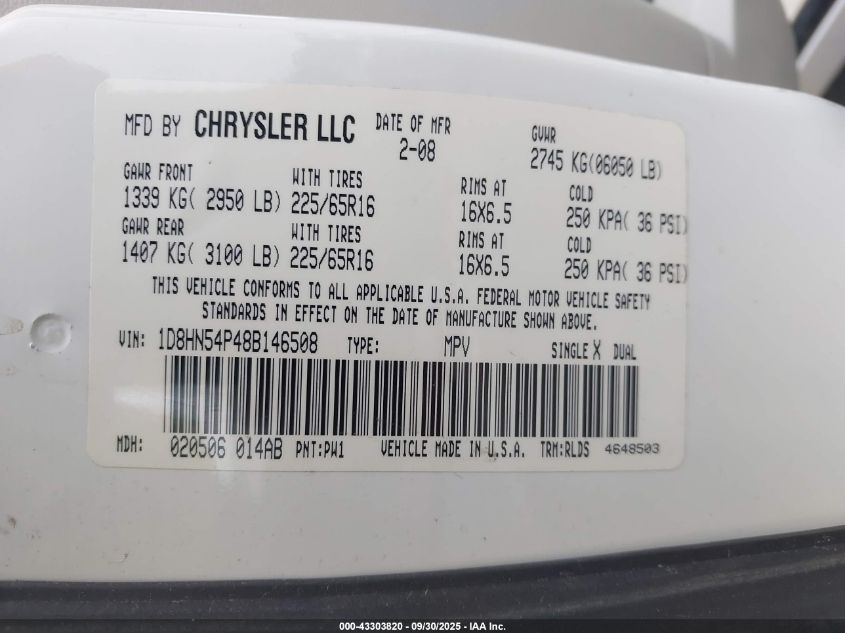 MFD BY CHRYSLER LLC DATE OF MFR GVWR
2-08 2745 KG(06050 LB)
GAWR FRONT WITH TIRES RIMS AT COLD
1339 KG( 2950 LB) 225/65R16 16X6.5 250 KPA( 36 PSI)
GAWR REAR WITH TIRES RIMS AT COLD
1407 KG( 3100 LB) 225/65R16 16X6.5 250 KPA( 36 PSI)
THIS VEHICLE CONFORMS TO ALL APPLICABLE U.S.A. FEDERAL MOTOR VEHICLE SAFETY
STANDARDS IN EFFECT ON THE DATE OF MANUFACTURE SHOWN ABOVE.
VIN: 1D8HN54P48B146508 TYPE: MPV SINGLE X DUAL
MDH: 020506 014AB PNT:PW1 VEHICLE MADE IN U.S.A. TRM:RLDS 4648503
000-43303820 - 09/30/2025 - IAA Inc.